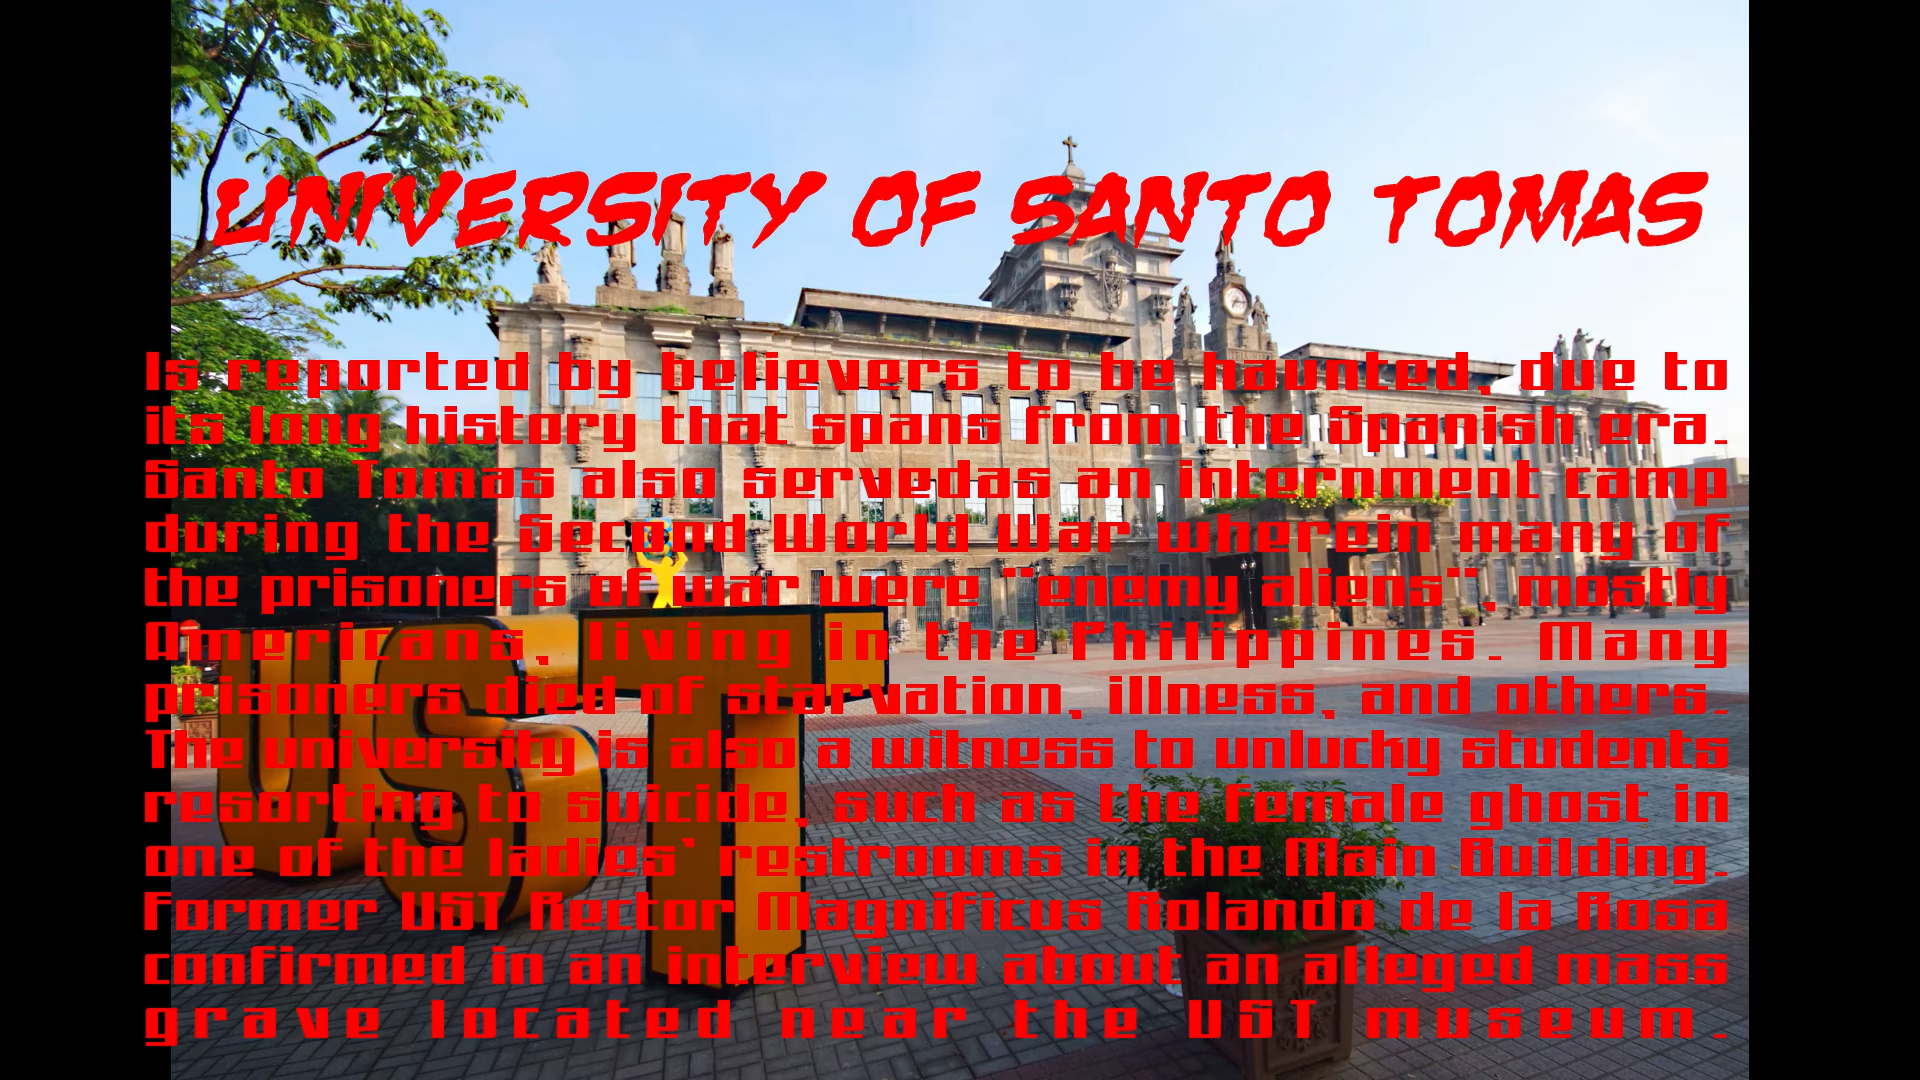 UNIVERSITY OF SANTO TOMAS
Is reported by believers to be haunted, due to
its long history that spans from the Spanish era.
Santo Tomas also servedas an internment camp
during the Second World War wherein many of
the prisoners of war were "enemy aliens", mostly
Americans, living in the Philippines. Many
prisoners died of starvation, illness, and others.
The university is also a witness to unlucky students
resorting to suicide, such as the female ghost in
one of the ladies' restrooms in the Main Building.
Former UST Rector Magnificus Rolando de la Rosa
confirmed in an interview about an alleged mass
grave located near the UST museum.
UST